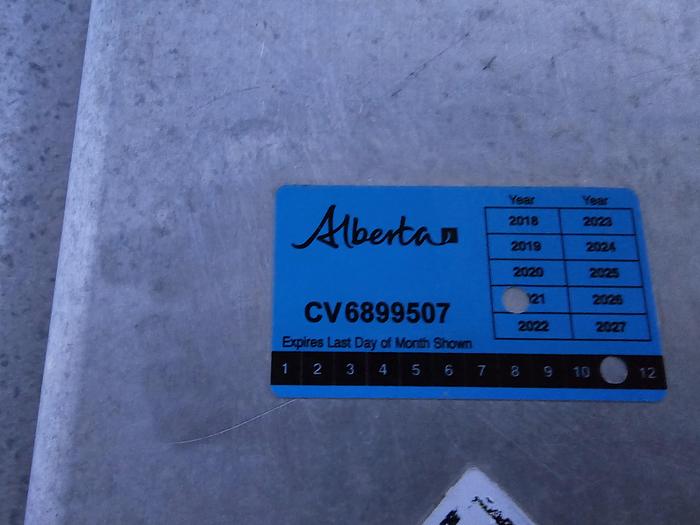 Alberta
Year Year
2018 2023
2019 2024
2020 2025
21 2026
2022 2027
CV6899507
Expires Last Day of Month Shown
1 2 3 4 5 6 7 8 9 10 12